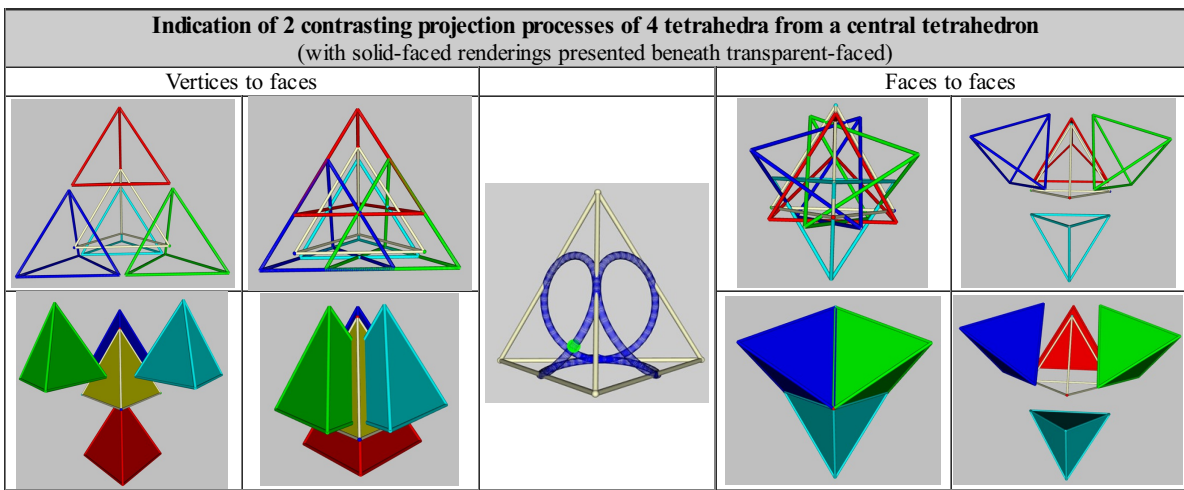 Indication of 2 contrasting projection processes of 4 tetrahedra from a central tetrahedron
(with solid-faced renderings presented beneath transparent-faced)
Vertices to faces
Faces to faces